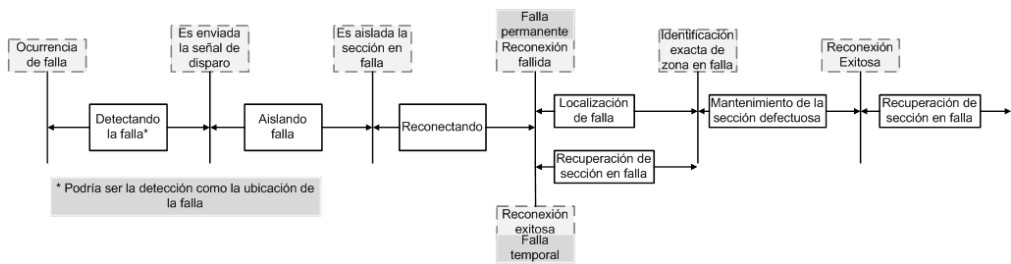 Ocurrencia
de falla
Es enviada
la señal de
disparo
Es aislada la
sección en
falla
Falla
permanente
Reconexión
fallida
Identificación
exacta de
zona en falla
Reconexión
Exitosa
Detectando
la falla*
Aislando
falla
Reconectando
Localización
de falla
Mantenimiento de la
sección defectuosa
Recuperación de
sección en falla
Recuperación de
sección en falla
* Podría ser la detección como la ubicación de
la falla
Reconexión
exitosa
Falla
temporal